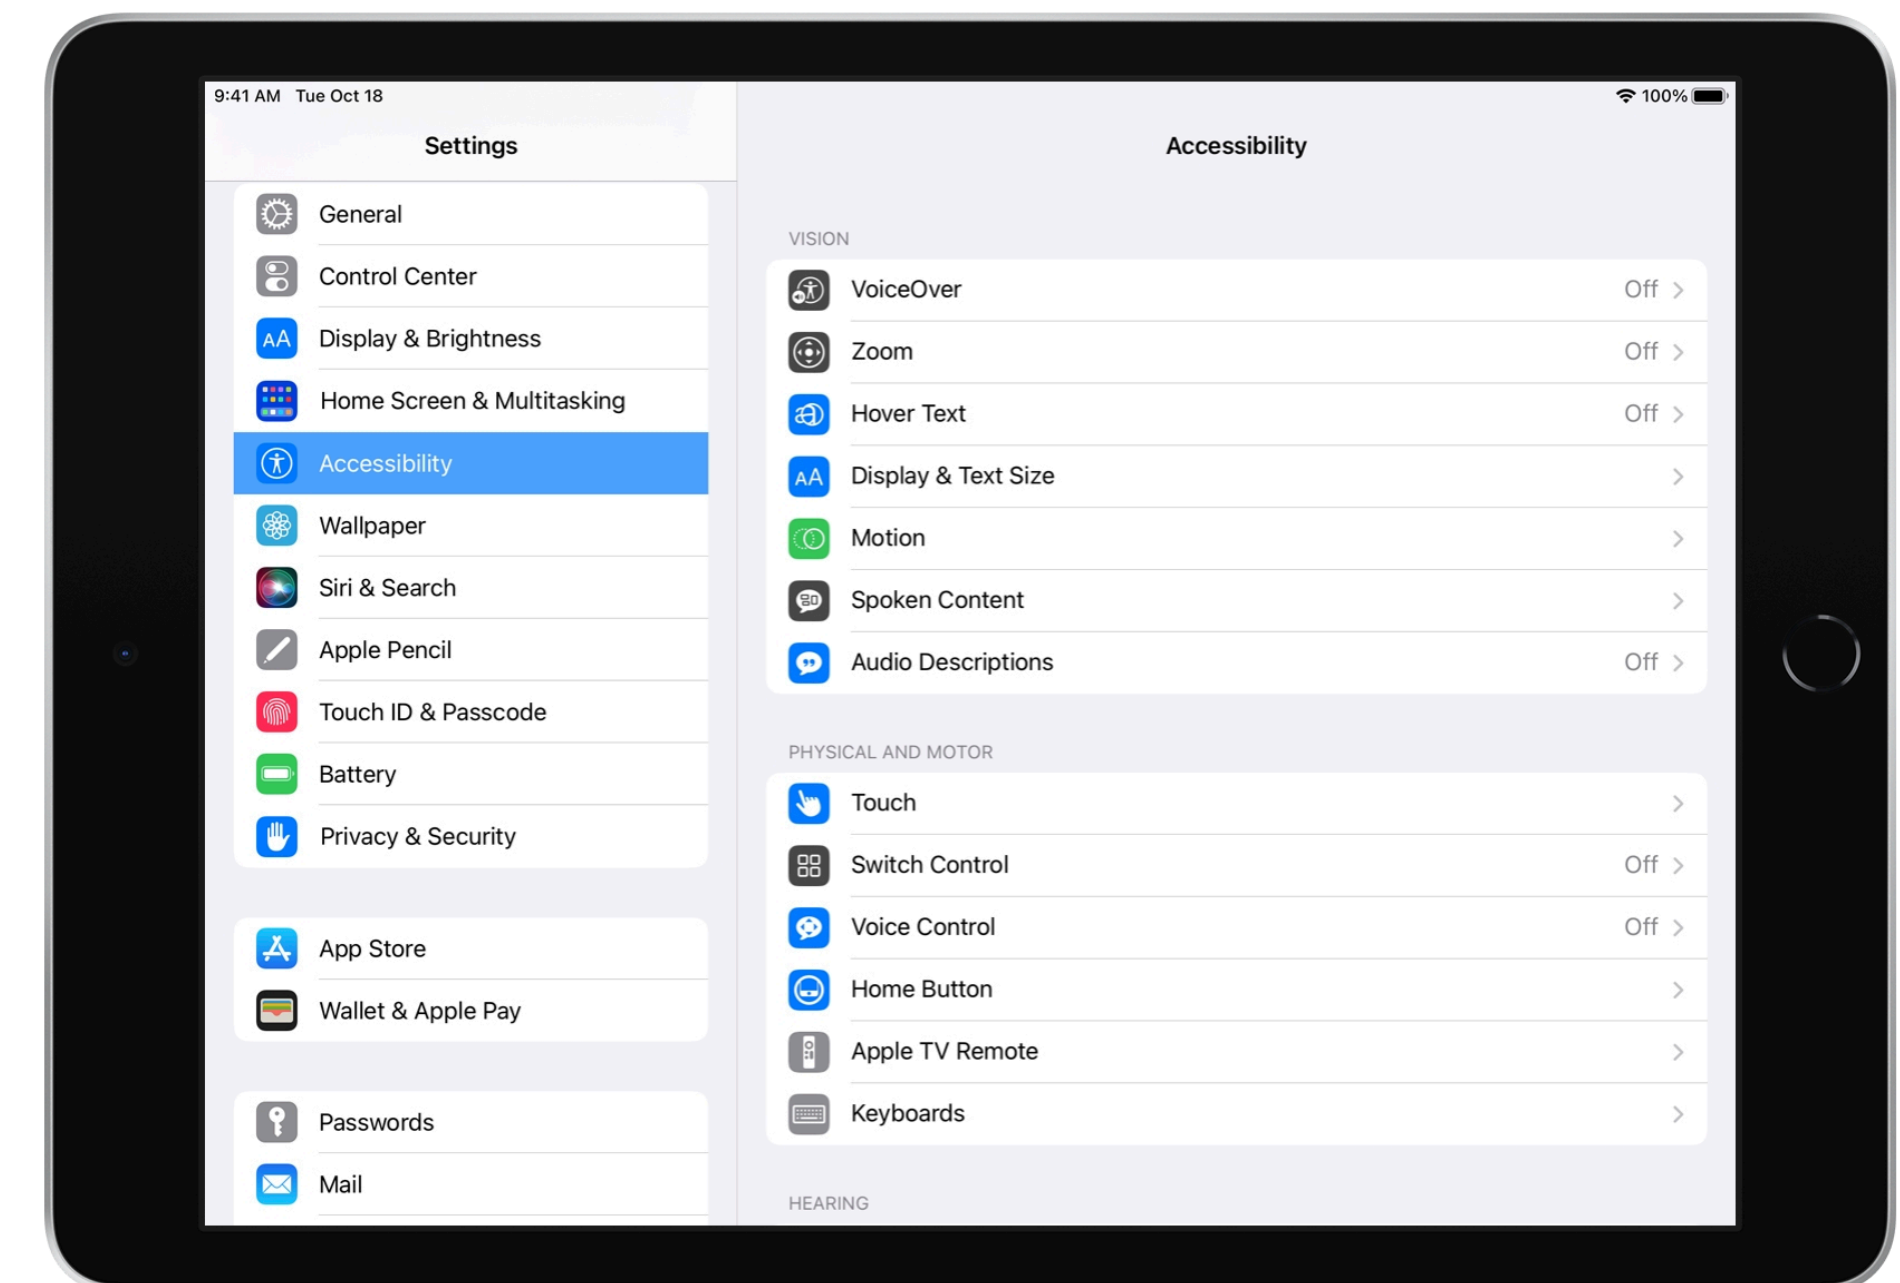 9:41 AM Tue Oct 18
100%
Settings
General
Control Center
AA Display & Brightness
Home Screen & Multitasking
Accessibility
Wallpaper
Siri & Search
Apple Pencil
Touch ID & Passcode
Battery
Privacy & Security
App Store
Wallet & Apple Pay
Passwords
Mail
Accessibility
VISION
VoiceOver Off
Zoom Off
Hover Text Off
AA Display & Text Size
Motion
Spoken Content
Audio Descriptions Off
PHYSICAL AND MOTOR
Touch
Switch Control Off
Voice Control Off
Home Button
Apple TV Remote
Keyboards
HEARING